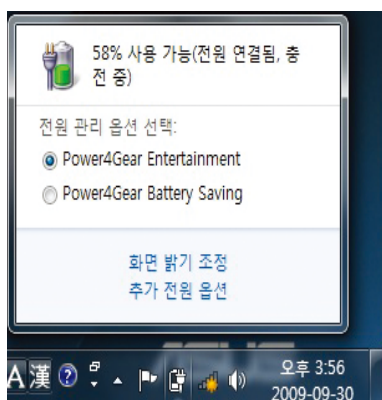 58% 사용 가능(전원 연결됨, 충
전 중)
전원 관리 옵션 선택:
Power4Gear Entertainment
Power4Gear Battery Saving
화면 밝기 조정
추가 전원 옵션
A 漢 ?
오후 3:56
2009-09-30